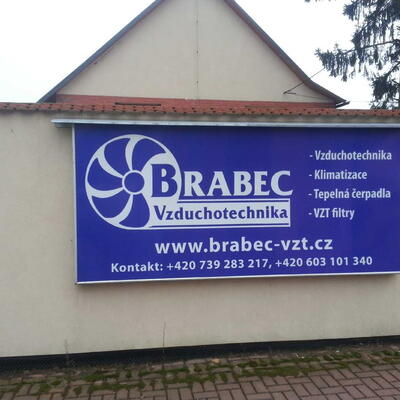 BRABEC
Vzduchotechnika
- Vzduchotechnika
- Klimatizace
- Tepelná čerpadla
- VZT filtry
www.brabec-vzt.cz
Kontakt: +420 739 283 217, +420 603 101 340